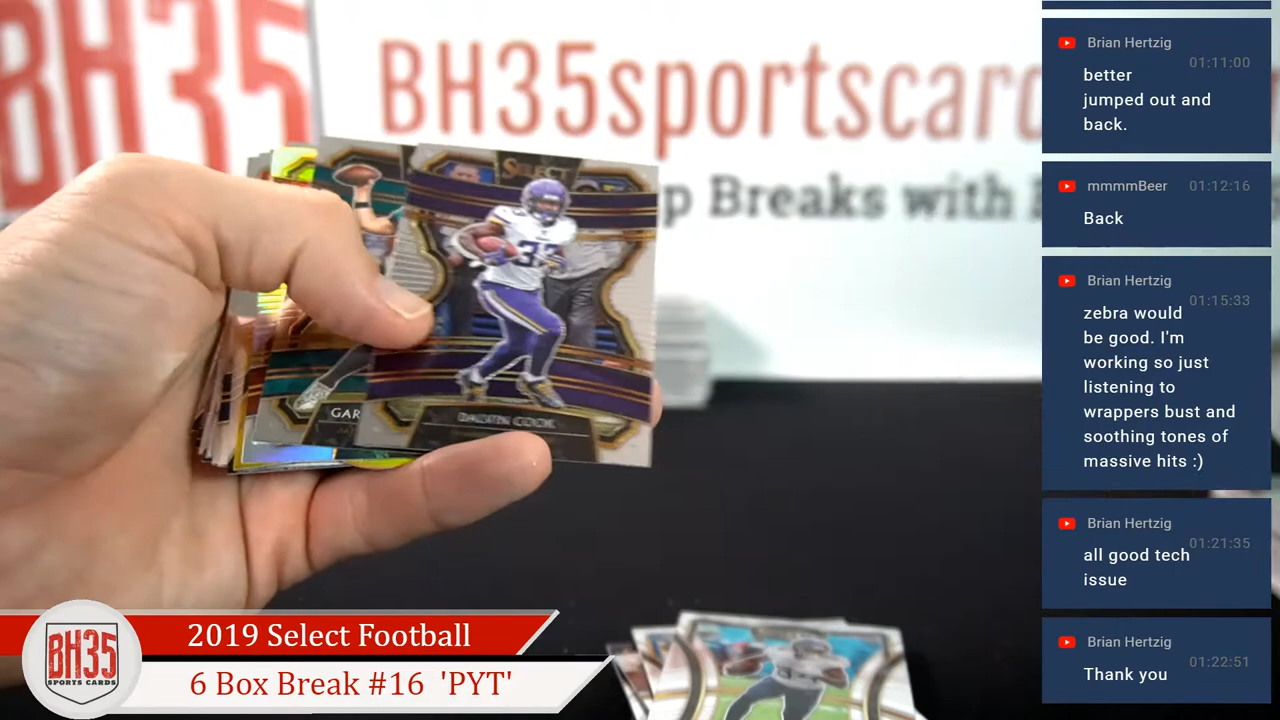 BH35
BH35sportscar
p Breaks with
SELECT
33
DALVIN COOK
GAR
BH35
SPORTS CARDS
2019 Select Football
6 Box Break #16 'PYT'
Brian Hertzig
01:11:00
better
jumped out and
back.
mmmmBeer 01:12:16
Back
Brian Hertzig
01:15:33
zebra would
be good. I'm
working so just
listening to
wrappers bust and
soothing tones of
massive hits :)
Brian Hertzig
01:21:35
all good tech
issue
Brian Hertzig
01:22:51
Thank you